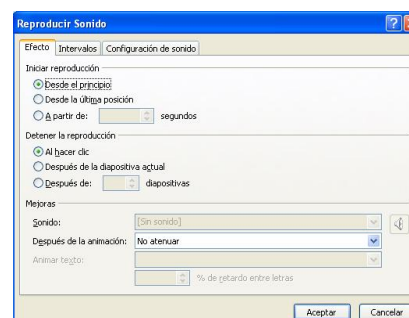 Reproducir Sonido
Efecto Intervalos Configuración de sonido
Iniciar reproducción
Desde el principio
Desde la última posición
A partir de: segundos
Detener la reproducción
Al hacer clic
Después de la diapositiva actual
Después de: diapositivas
Mejoras
Sonido: [Sin sonido]
Después de la animación: No atenuar
Animar texto:
% de retardo entre letras
Aceptar Cancelar